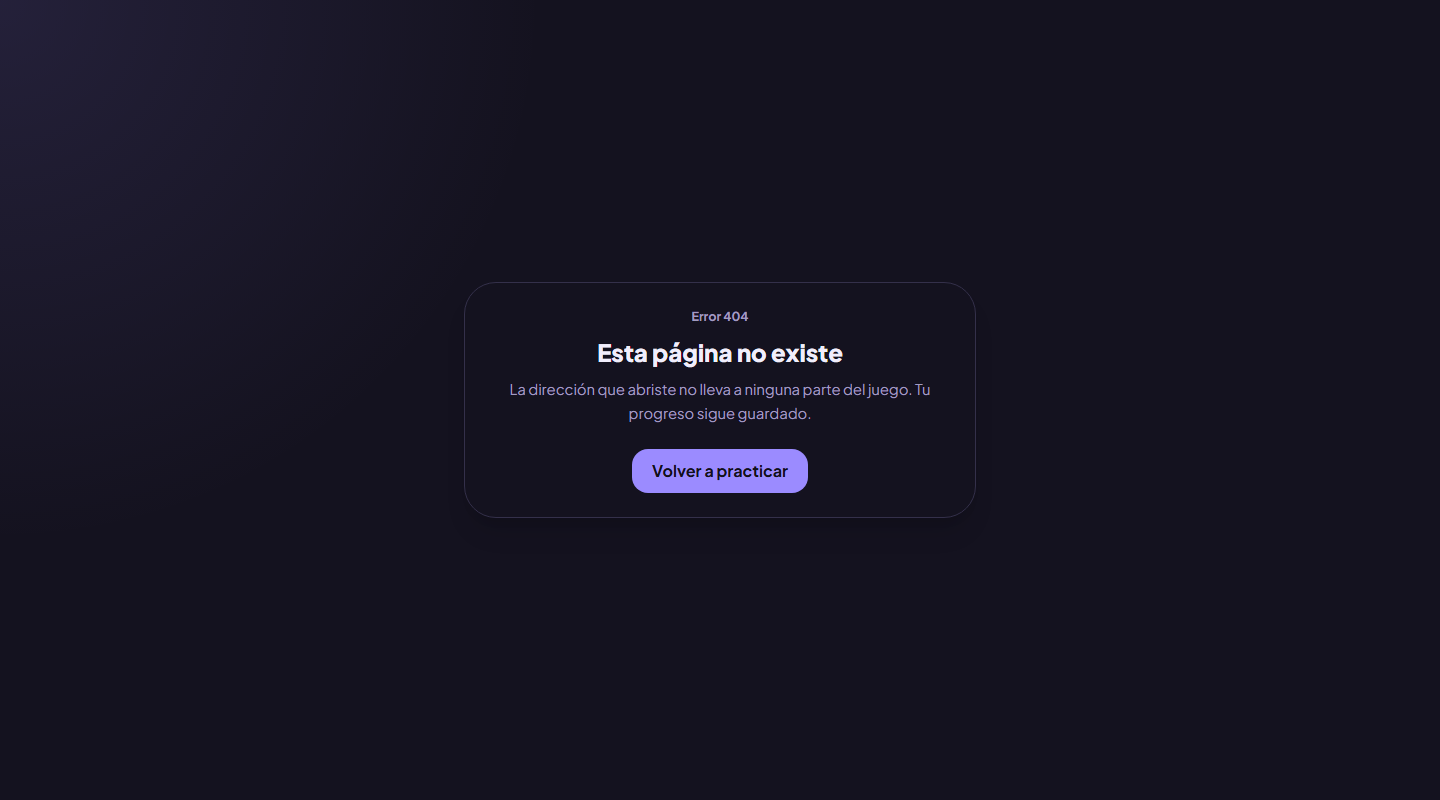 Error 404
Esta página no existe
La dirección que abriste no lleva a ninguna parte del juego. Tu
progreso sigue guardado.
Volver a practicar